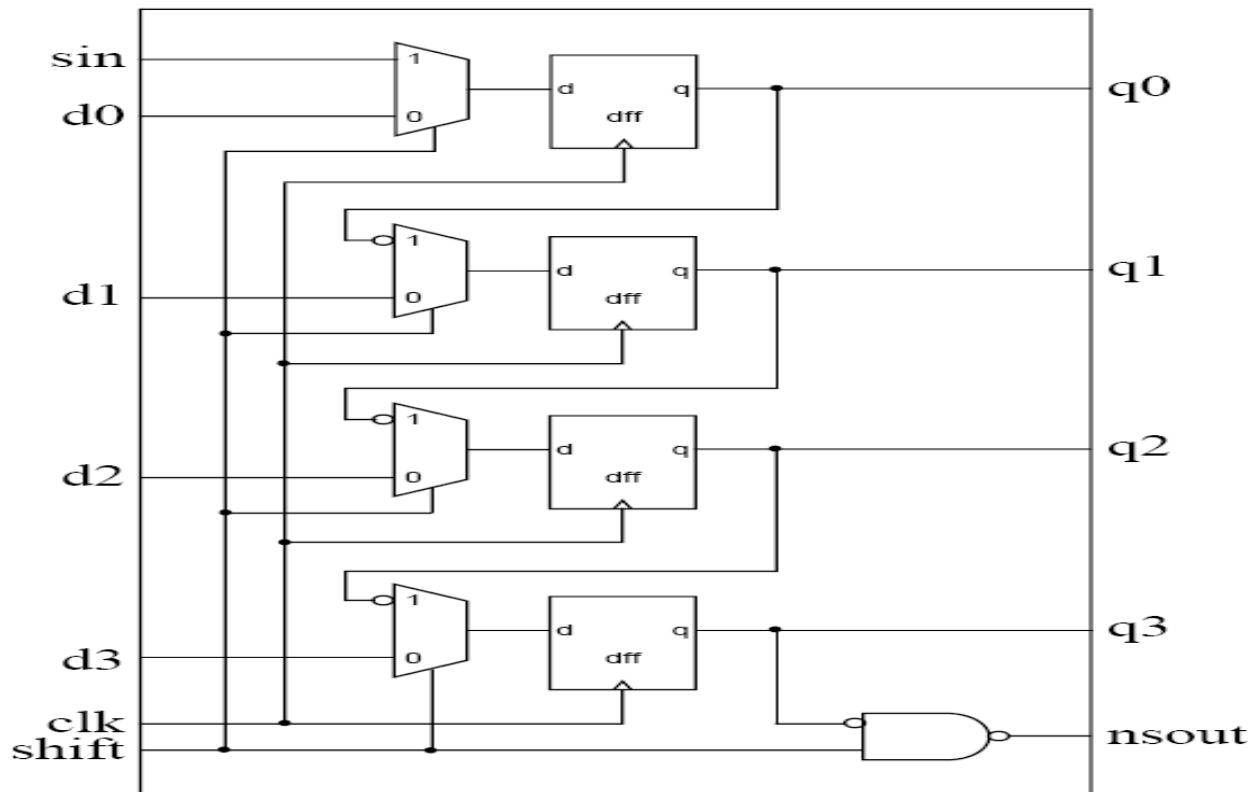 sin 1
d0 0
d q
dff
q0
1
d1 0
d q
dff
q1
1
d2 0
d q
dff
q2
1
d3 0
d q
dff
q3
clk
shift
nsout